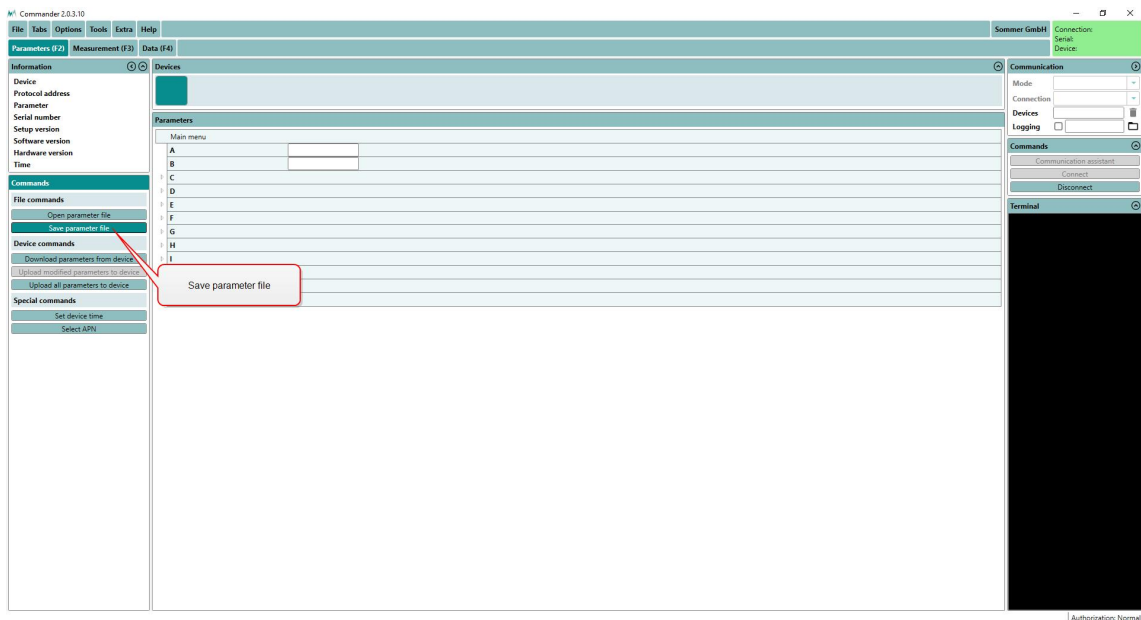 Commander 2.0.3.10
File Tabs Options Tools Extra Help
Sommer GmbH
Connection:
Serial:
Device:
Parameters (F2) Measurement (F3) Data (F4)
Information
Device
Protocol address
Parameter
Serial number
Setup version
Software version
Hardware version
Time
Commands
File commands
Open parameter file
Save parameter file
Device commands
Download parameters from device
Upload modified parameters to device
Upload all parameters to device
Special commands
Set device time
Select APN
Devices
Parameters
Main menu
A
B
C
D
E
F
G
H
I
Save parameter file
Communication
Mode
Connection
Devices
Logging
Commands
Communication assistant
Connect
Disconnect
Terminal
Authorization: Normal